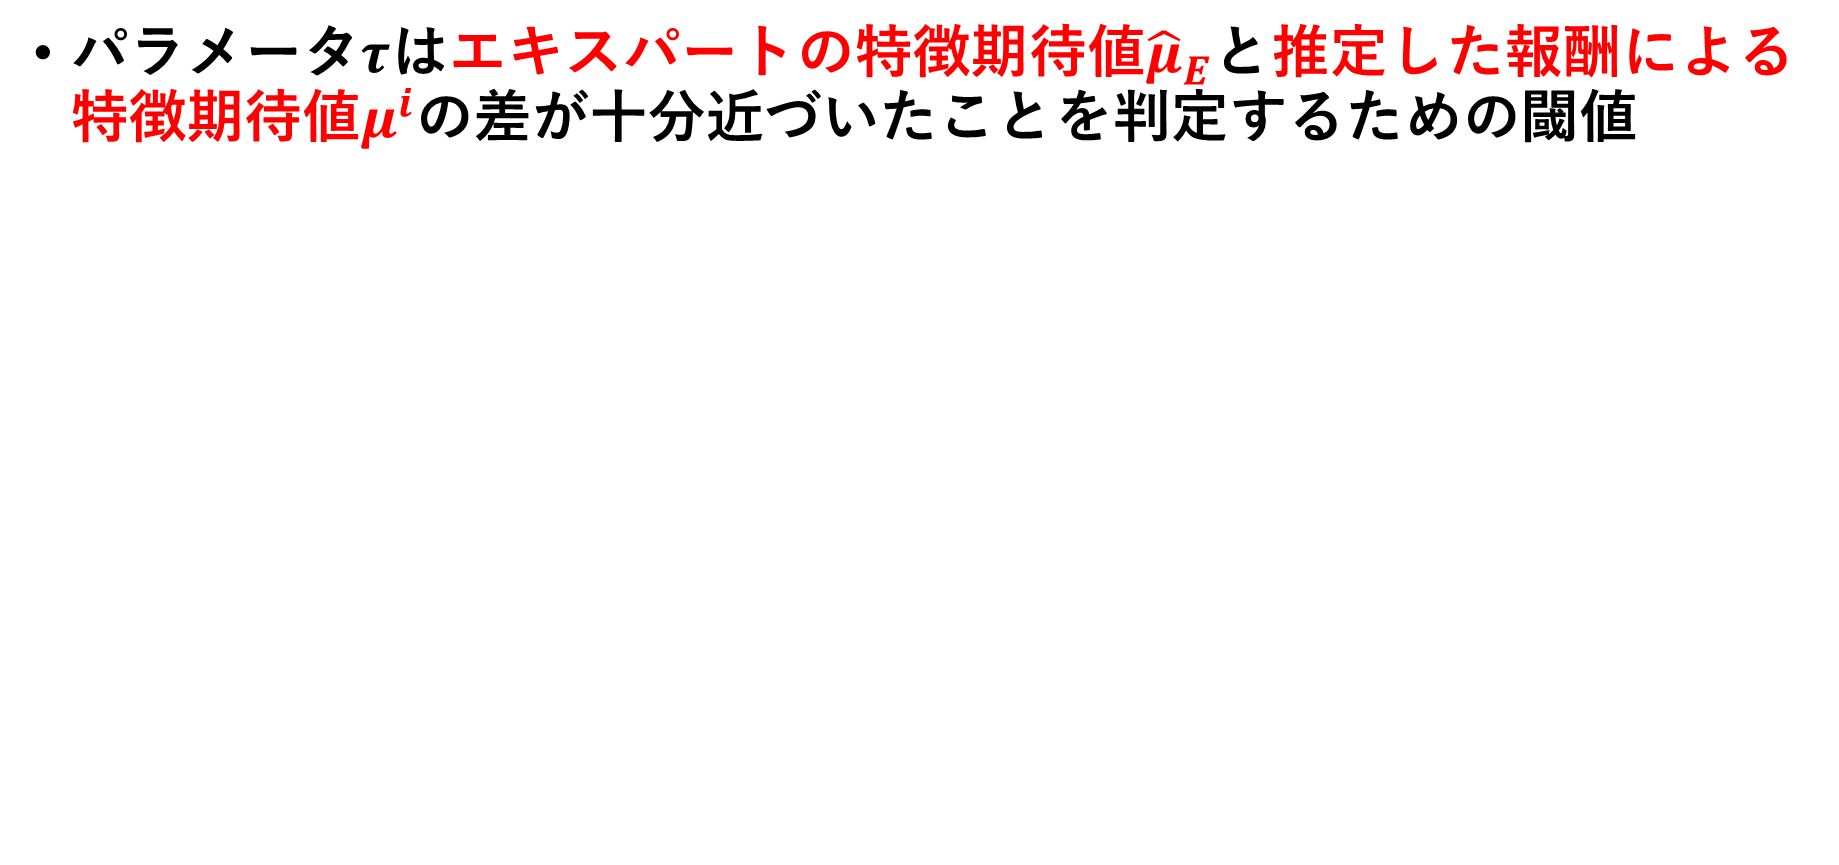 • パラメータτはエキスパートの特徴期待値μ̂_Eと推定した報酬による
特徴期待値μ^iの差が十分近づいたことを判定するための閾値